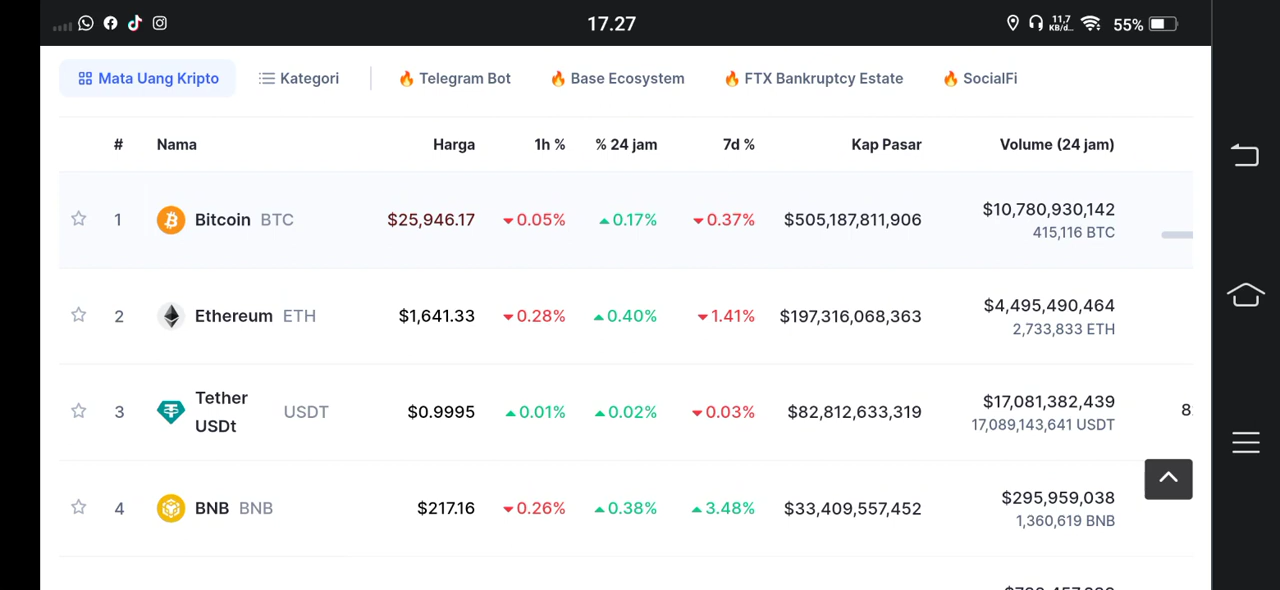 17.27
11,7
KB/d...
55%
Mata Uang Kripto Kategori Telegram Bot Base Ecosystem FTX Bankruptcy Estate SocialFi
# Nama Harga 1h % % 24 jam 7d % Kap Pasar Volume (24 jam)
1 Bitcoin BTC $25,946.17 0.05% 0.17% 0.37% $505,187,811,906 $10,780,930,142
415,116 BTC
2 Ethereum ETH $1,641.33 0.28% 0.40% 1.41% $197,316,068,363 $4,495,490,464
2,733,833 ETH
3 Tether USDt USDT $0.9995 0.01% 0.02% 0.03% $82,812,633,319 $17,081,382,439
17,089,143,641 USDT
4 BNB BNB $217.16 0.26% 0.38% 3.48% $33,409,557,452 $295,959,038
1,360,619 BNB